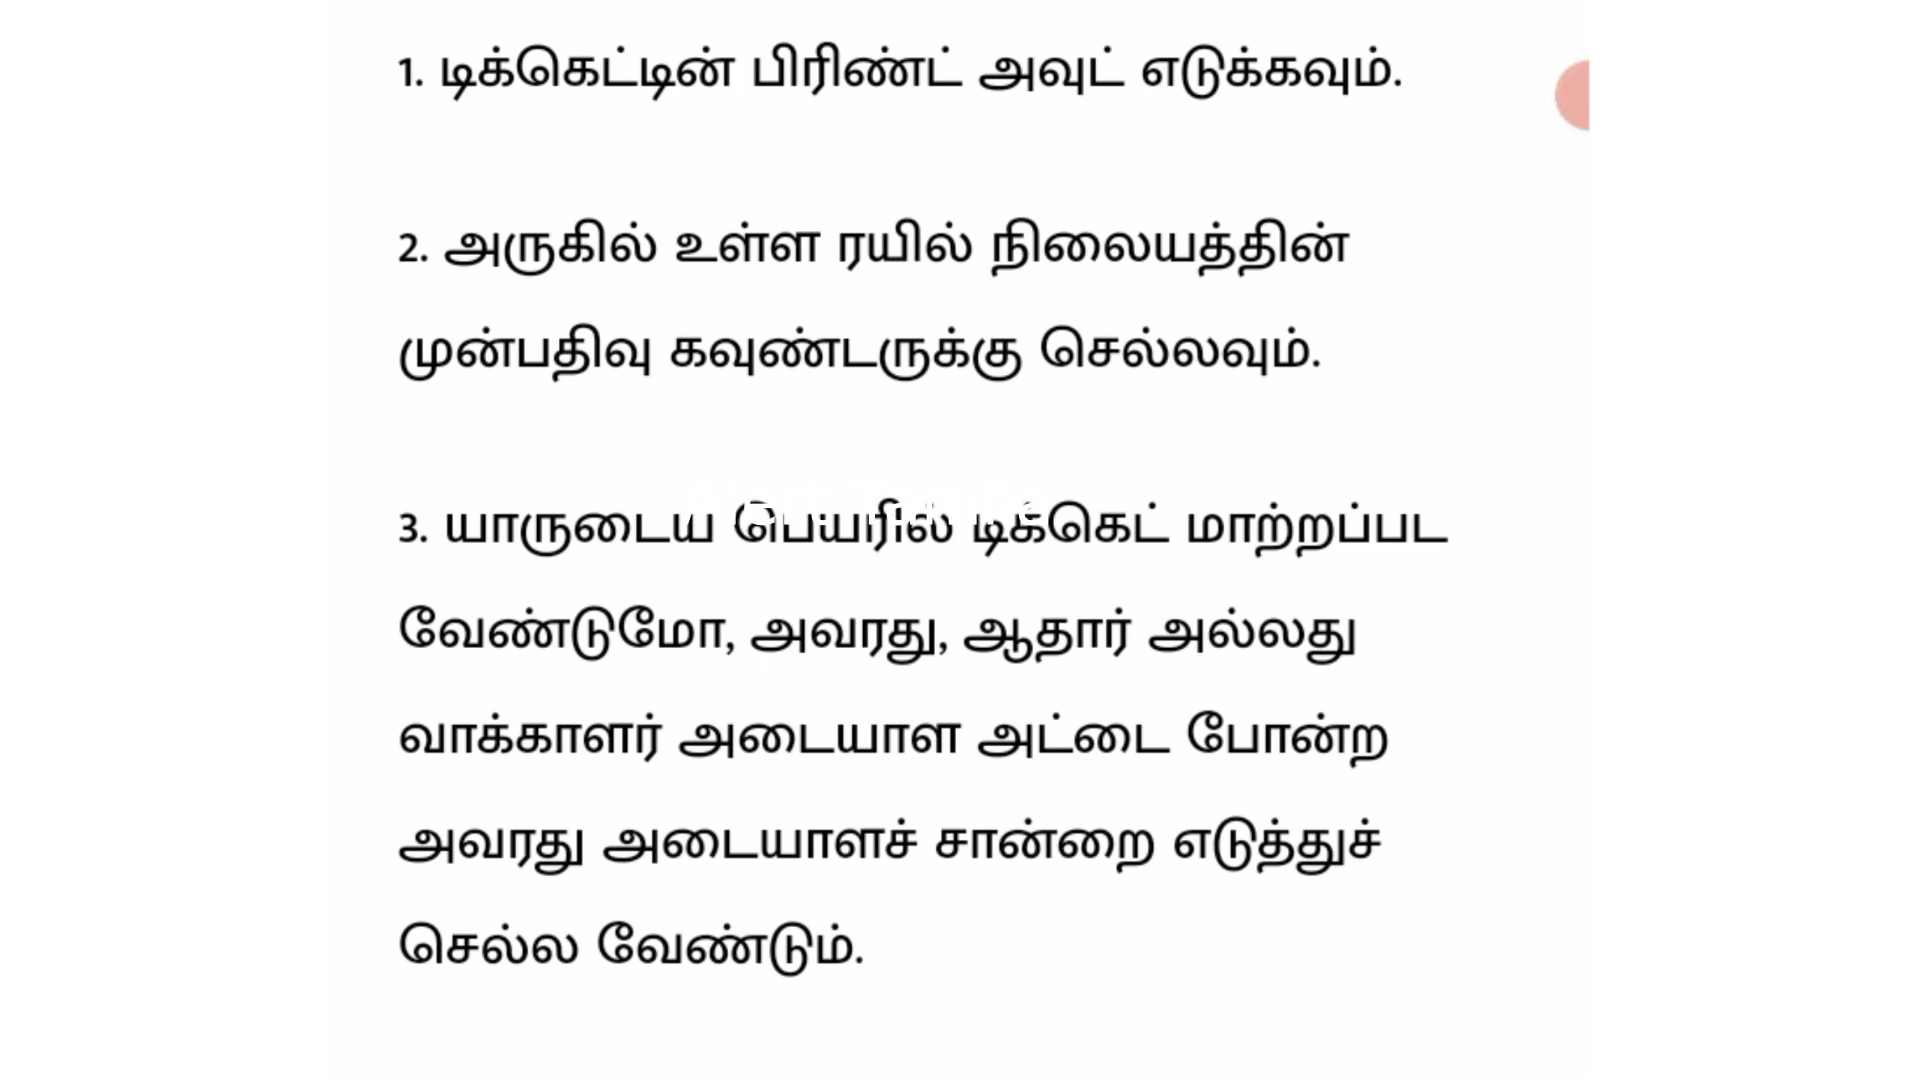 1. டிக்கெட்டின் பிரிண்ட் அவுட் எடுக்கவும்.
2. அருகில் உள்ள ரயில் நிலையத்தின்
முன்பதிவு கவுண்டருக்கு செல்லவும்.
3. யாருடைய பெயரில் டிக்கெட் மாற்றப்பட
வேண்டுமோ, அவரது, ஆதார் அல்லது
வாக்காளர் அடையாள அட்டை போன்ற
அவரது அடையாளச் சான்றை எடுத்துச்
செல்ல வேண்டும்.